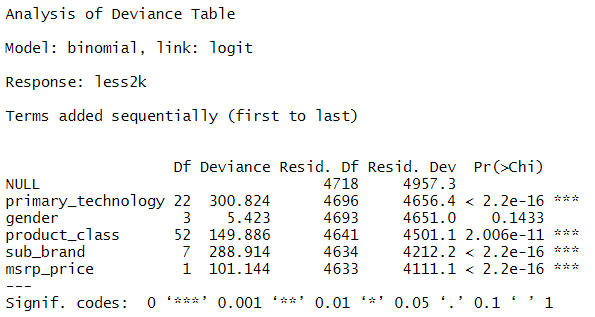 Analysis of Deviance Table
Model: binomial, link: logit
Response: less2k
Terms added sequentially (first to last)
Df Deviance Resid. Df Resid. Dev Pr(>Chi)
NULL 4718 4957.3
primary_technology 22 300.824 4696 4656.4 < 2.2e-16 ***
gender 3 5.423 4693 4651.0 0.1433
product_class 52 149.886 4641 4501.1 2.006e-11 ***
sub_brand 7 288.914 4634 4212.2 < 2.2e-16 ***
msrp_price 1 101.144 4633 4111.1 < 2.2e-16 ***
---
Signif. codes: 0 ‘***’ 0.001 ‘**’ 0.01 ‘*’ 0.05 ‘.’ 0.1 ‘ ’ 1